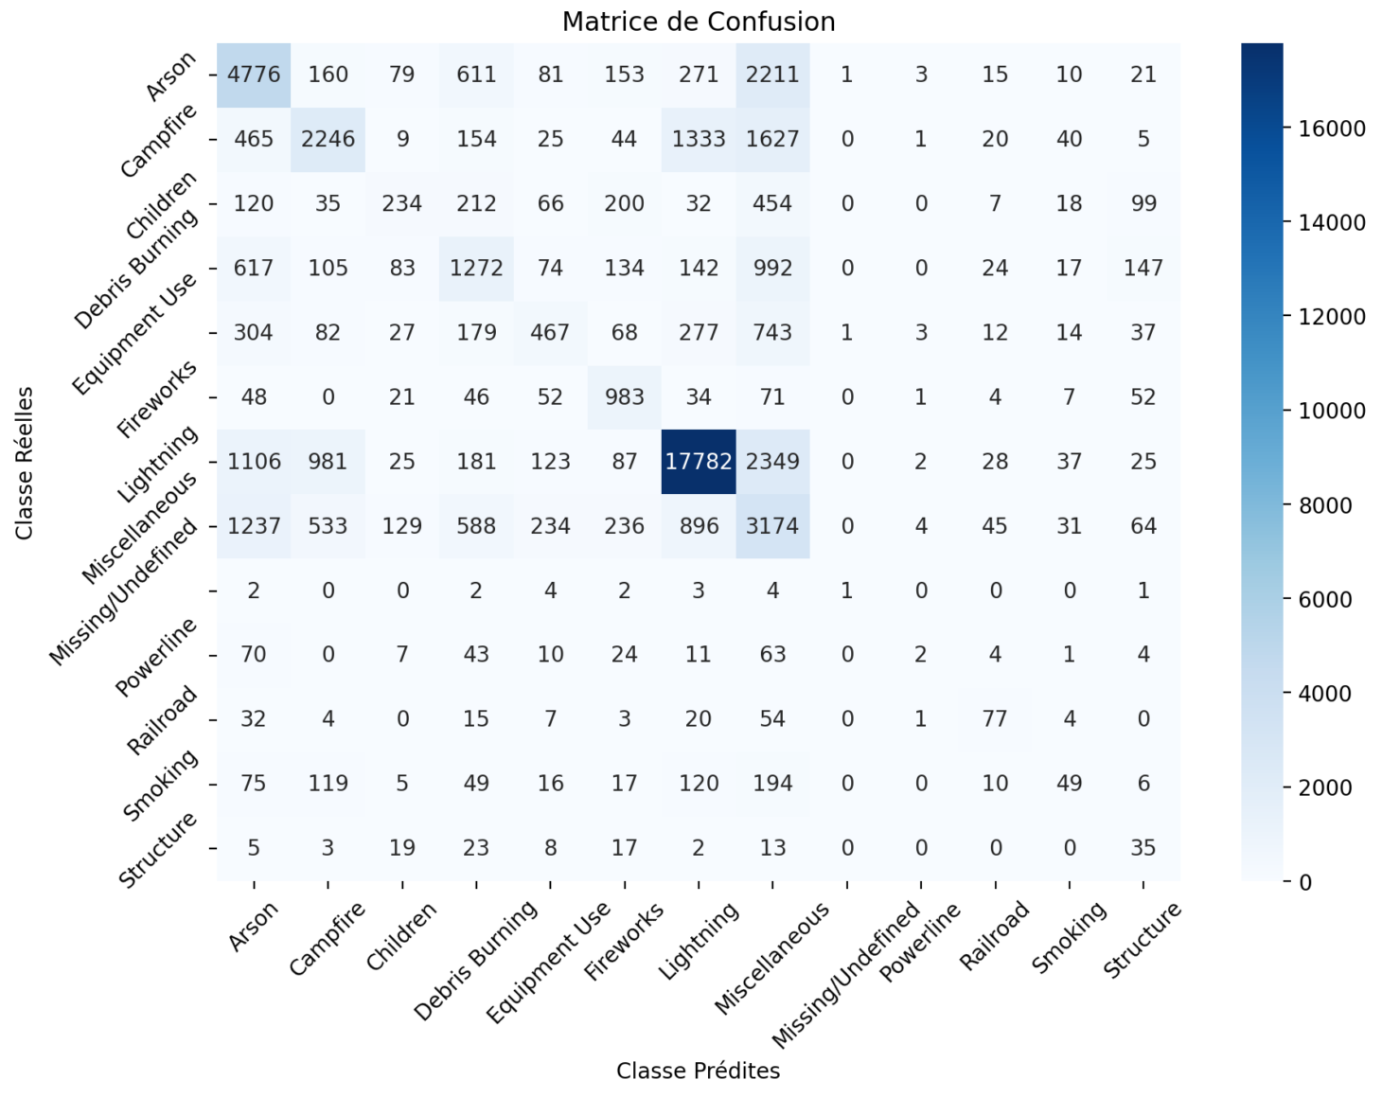 Matrice de Confusion
Classe Réelles
Arson 4776 160 79 611 81 153 271 2211 1 3 15 10 21
Campfire 465 2246 9 154 25 44 1333 1627 0 1 20 40 5
Children 120 35 234 212 66 200 32 454 0 0 7 18 99
Debris Burning 617 105 83 1272 74 134 142 992 0 0 24 17 147
Equipment Use 304 82 27 179 467 68 277 743 1 3 12 14 37
Fireworks 48 0 21 46 52 983 34 71 0 1 4 7 52
Lightning 1106 981 25 181 123 87 17782 2349 0 2 28 37 25
Miscellaneous 1237 533 129 588 234 236 896 3174 0 4 45 31 64
Missing/Undefined 2 0 0 2 4 2 3 4 1 0 0 0 1
Powerline 70 0 7 43 10 24 11 63 0 2 4 1 4
Railroad 32 4 0 15 7 3 20 54 0 1 77 4 0
Smoking 75 119 5 49 16 17 120 194 0 0 10 49 6
Structure 5 3 19 23 8 17 2 13 0 0 0 0 35
Arson Campfire Children Debris Burning Equipment Use Fireworks Lightning Miscellaneous Missing/Undefined Powerline Railroad Smoking Structure
Classe Prédites
16000
14000
12000
10000
8000
6000
4000
2000
0